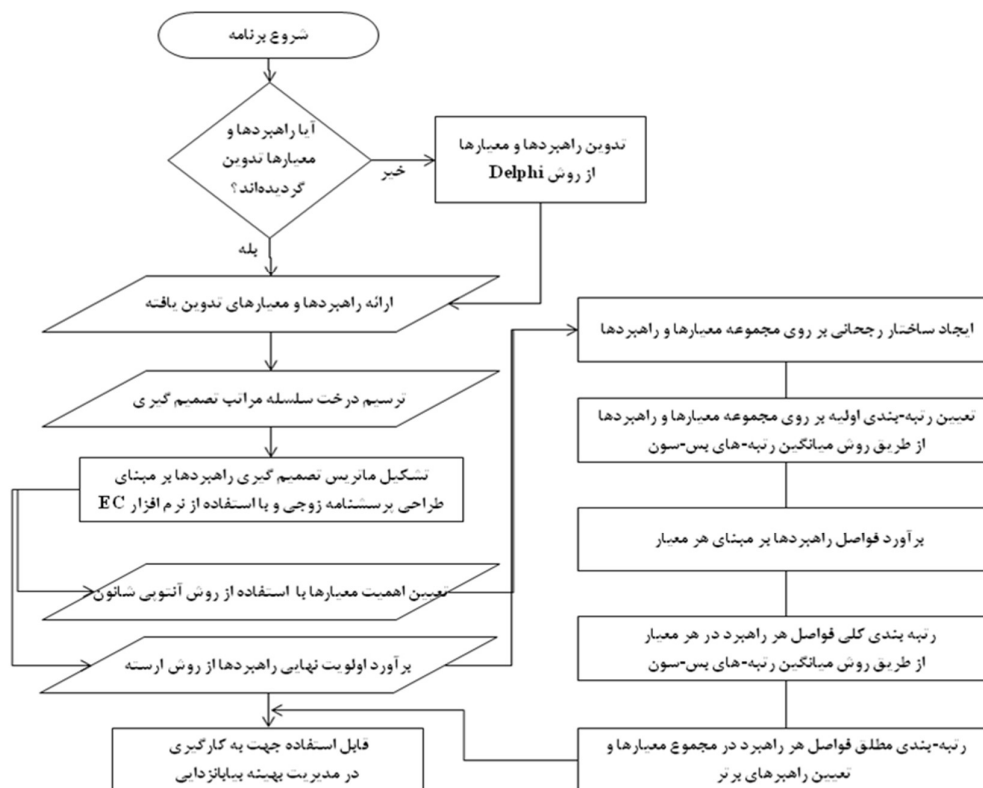 شروع برنامه
آیا راهبردها و
معیارها تدوین
گردیده‌اند؟
خیر
بله
تدوین راهبردها و معیارها
از روش Delphi
ارائه راهبردها و معیارهای تدوین یافته
ترسیم درخت سلسله مراتب تصمیم گیری
تشکیل ماتریس تصمیم گیری راهبردها بر مبنای
طراحی پرسشنامه زوجی و با استفاده از نرم افزار EC
تعیین اهمیت معیارها با استفاده از روش آنتوپی شانون
برآورد اولویت نهایی راهبردها از روش ارسته
قابل استفاده جهت به کارگیری
در مدیریت بهینه بیابانزدایی
ایجاد ساختار رجحانی بر روی مجموعه معیارها و راهبردها
تعیین رتبه-بندی اولیه بر روی مجموعه معیارها و راهبردها
از طریق روش میانگین رتبه-های بس-سون
برآورد فواصل راهبردها بر مبنای هر معیار
رتبه بندی کلی فواصل هر راهبرد در هر معیار
از طریق روش میانگین رتبه-های بس-سون
رتبه-بندی مطلق فواصل هر راهبرد در مجموع معیارها و
تعیین راهبرهای برتر